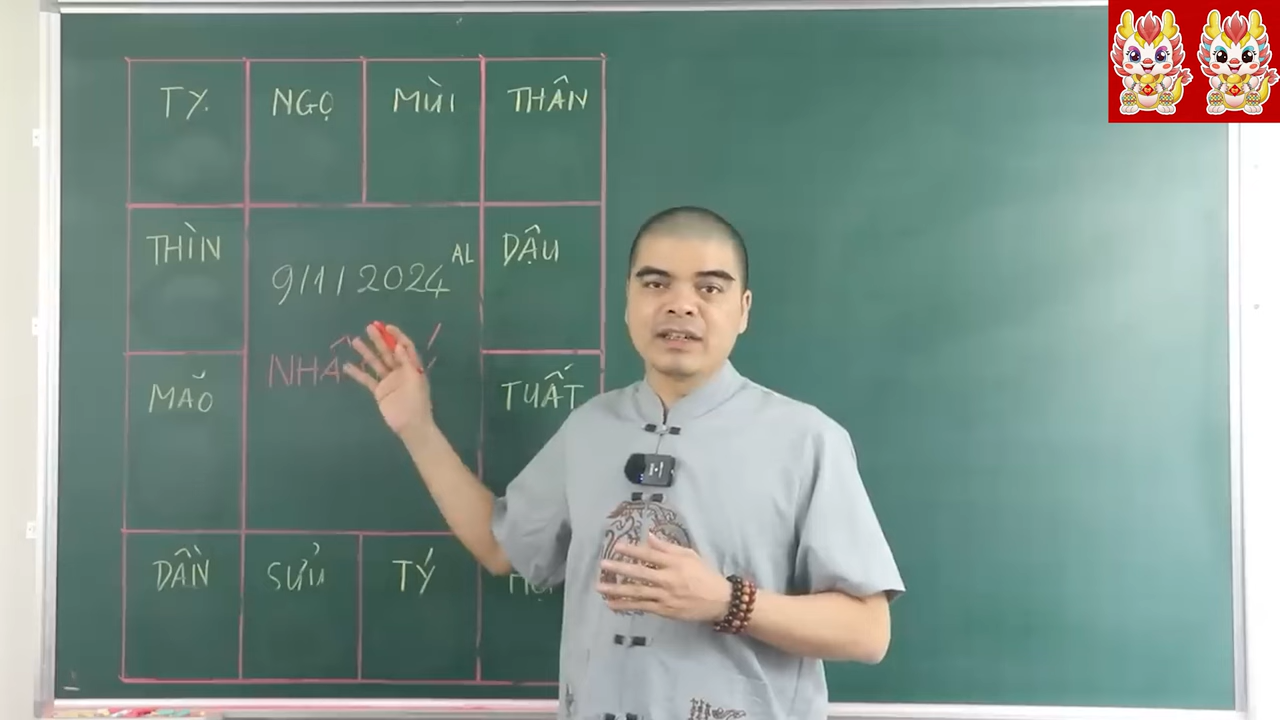 TỴ NGỌ MÙI THÂN
THÌN DẬU
9/1/2024 AL
MÃO TUẤT
DẦN SỬU TÝ